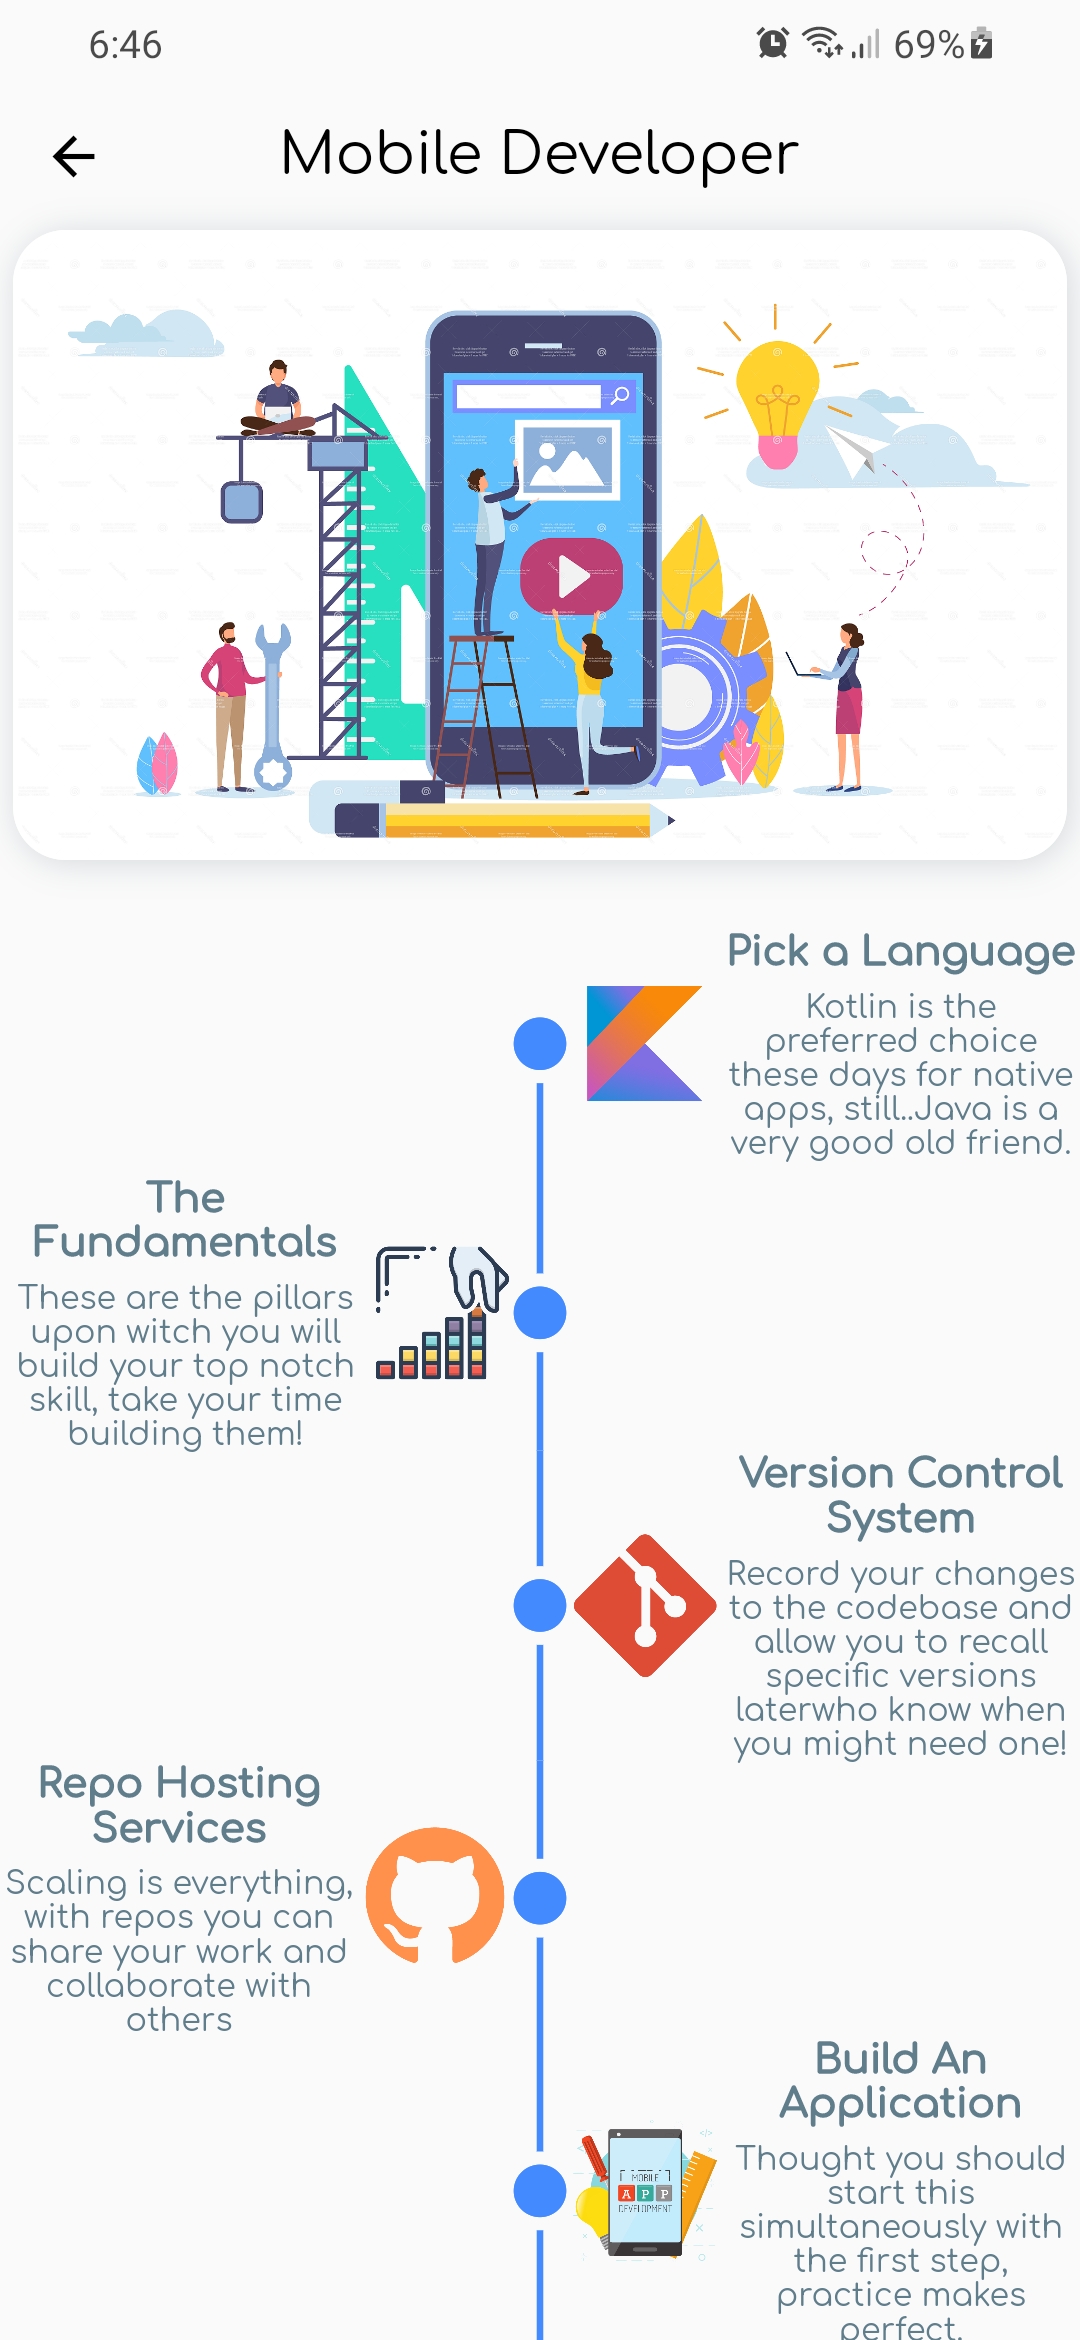 6:46
69%
Mobile Developer
Pick a Language
Kotlin is the
preferred choice
these days for native
apps, still..Java is a
very good old friend.
The
Fundamentals
These are the pillars
upon witch you will
build your top notch
skill, take your time
building them!
Version Control
System
Record your changes
to the codebase and
allow you to recall
specific versions
laterwho know when
you might need one!
Repo Hosting
Services
Scaling is everything,
with repos you can
share your work and
collaborate with
others
Build An
Application
MOBILE
APP
DEVELOPMENT
Thought you should
start this
simultaneously with
the first step,
practice makes
perfect.